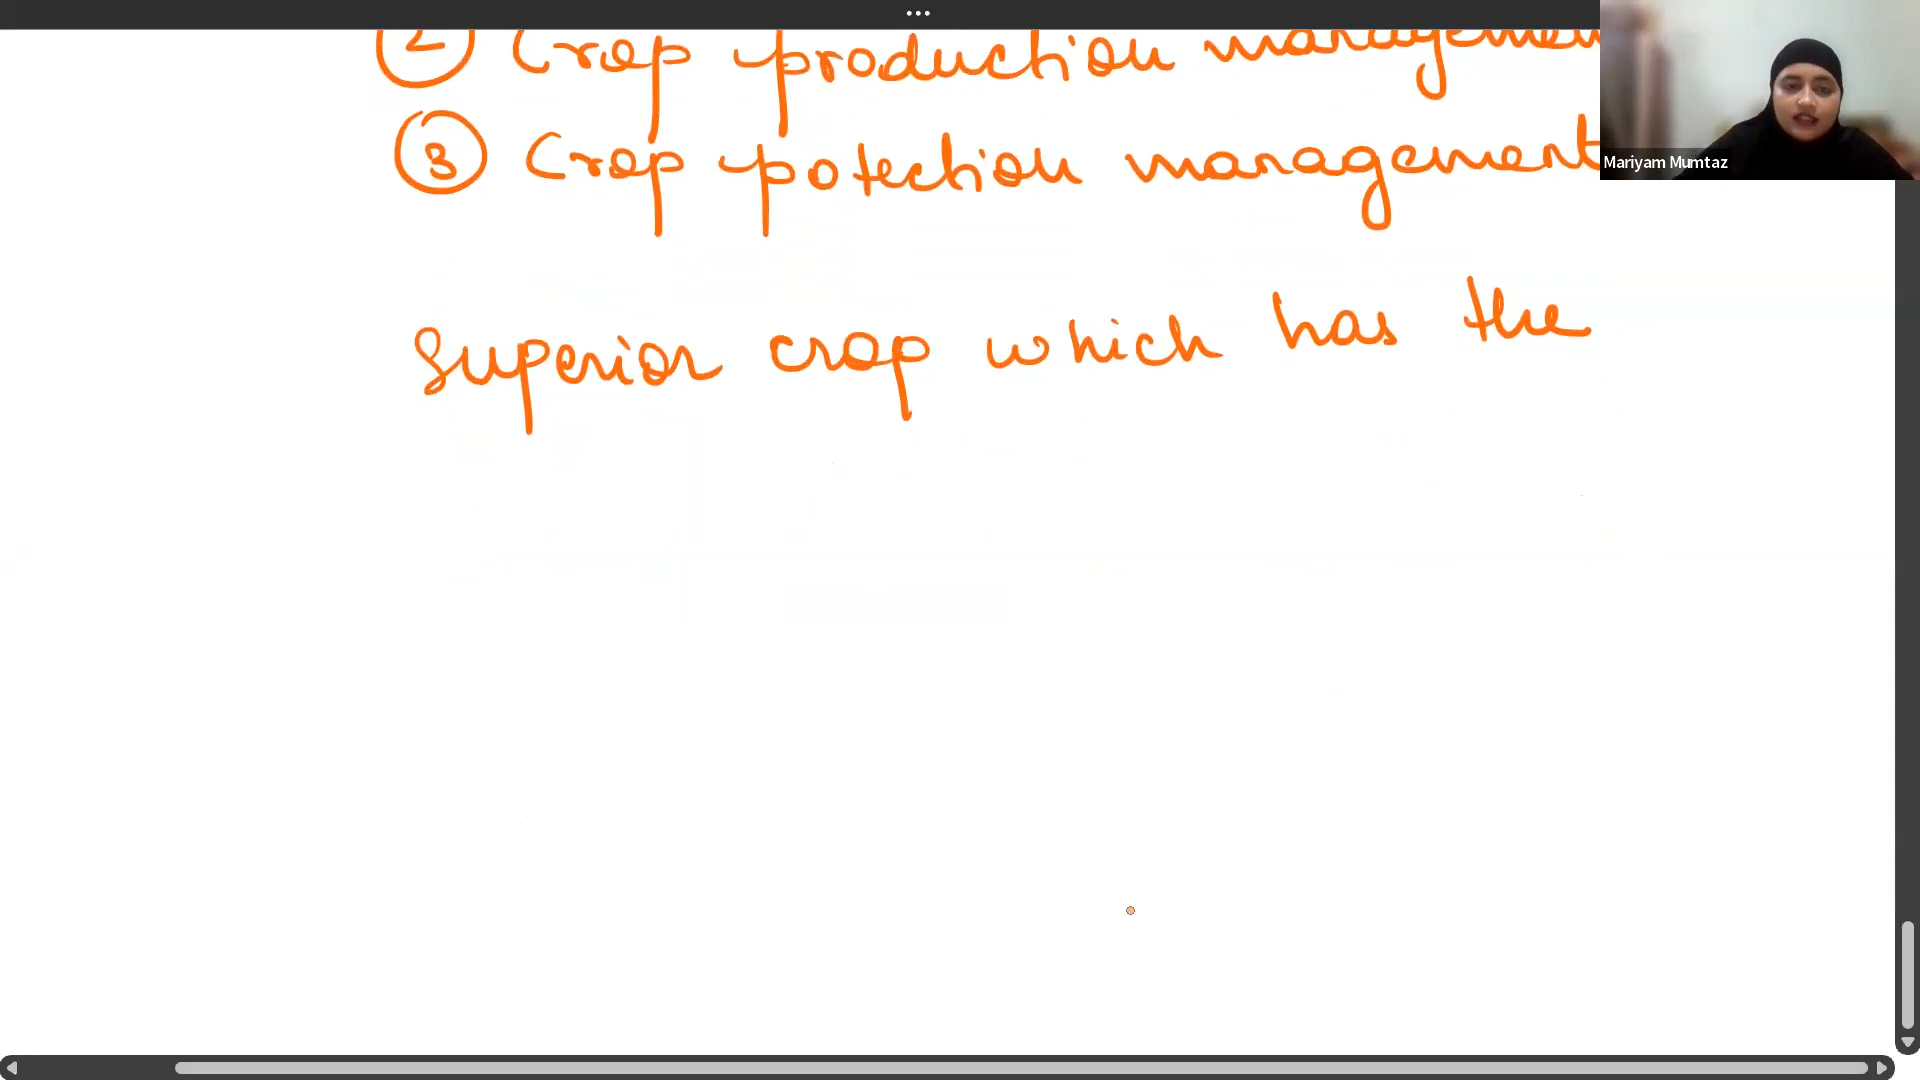 ② Crop production managemen
Mariyam Mumtaz
③ Crop potection management
Superior crop which has the